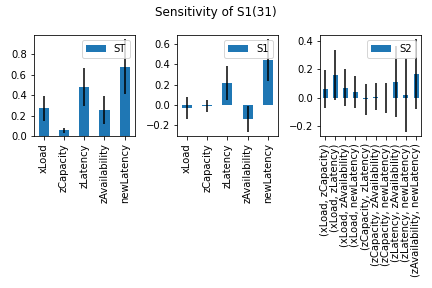 Sensitivity of S1(31)
ST
0.8
0.6
0.4
0.2
0.0
xLoad
zCapacity
zLatency
zAvailability
newLatency
S1
0.6
0.4
0.2
0.0
−0.2
xLoad
zCapacity
zLatency
zAvailability
newLatency
S2
0.4
0.2
0.0
−0.2
(xLoad, zCapacity)
(xLoad, zLatency)
(xLoad, zAvailability)
(xLoad, newLatency)
(zCapacity, zLatency)
(zCapacity, zAvailability)
(zCapacity, newLatency)
(zLatency, zAvailability)
(zLatency, newLatency)
(zAvailability, newLatency)